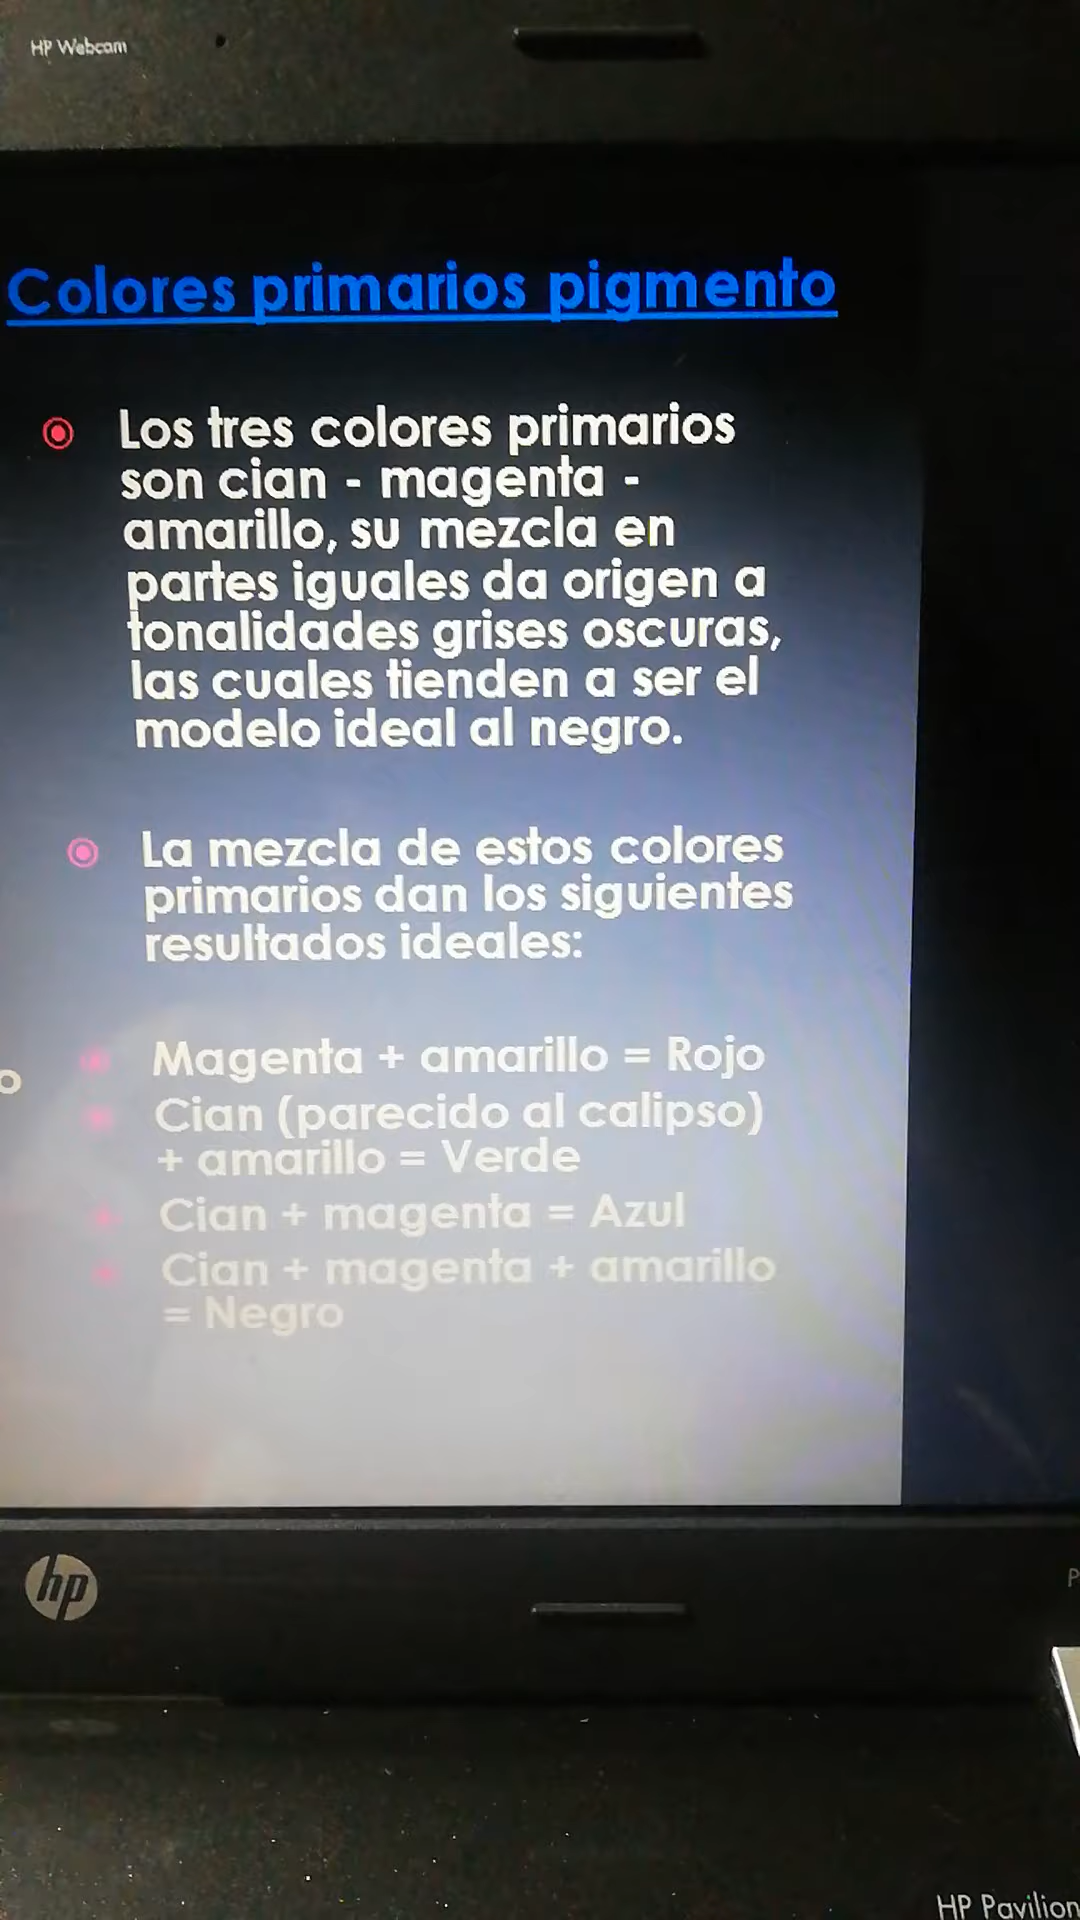 HP Webcam
Colores primarios pigmento
Los tres colores primarios
son cian - magenta -
amarillo, su mezcla en
partes iguales da origen a
tonalidades grises oscuras,
las cuales tienden a ser el
modelo ideal al negro.
La mezcla de estos colores
primarios dan los siguientes
resultados ideales:
o
Magenta + amarillo = Rojo
Cian (parecido al calipso)
+ amarillo = Verde
Cian + magenta = Azul
Cian + magenta + amarillo
= Negro
hp
P
HP Pavilion